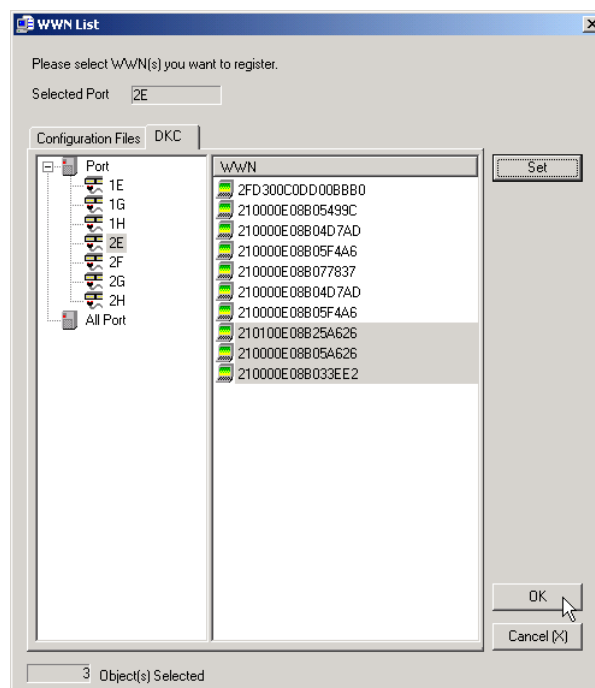 WWN List
Please select WWN(s) you want to register.
Selected Port 2E
Configuration Files DKC
Port
1E
1G
1H
2E
2F
2G
2H
All Port
WWN
2FD300C0DD00BBB0
210000E08B05499C
210000E08B04D7AD
210000E08B05F4A6
210000E08B077837
210000E08B04D7AD
210000E08B05F4A6
210100E08B25A626
210000E08B05A626
210000E08B033EE2
Set
OK
Cancel (X)
3 Object(s) Selected